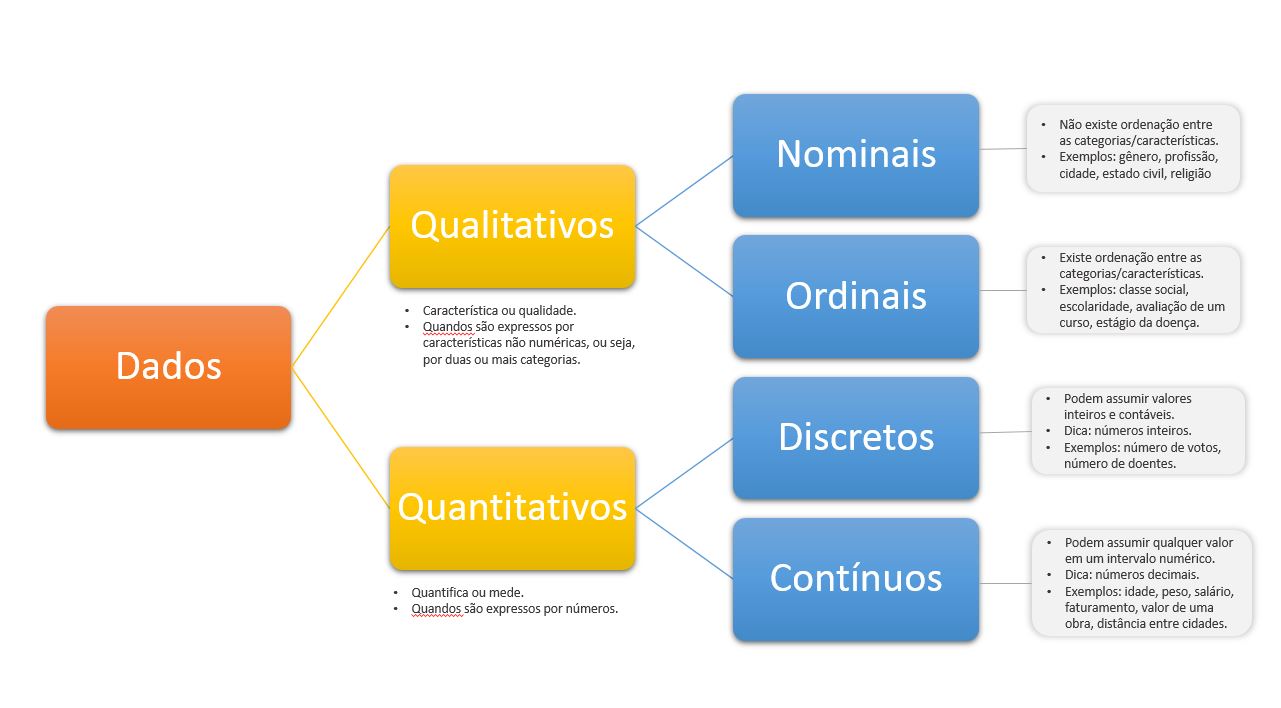 Dados
Qualitativos
• Característica ou qualidade.
• Quandos são expressos por
características não numéricas, ou seja,
por duas ou mais categorias.
Quantitativos
• Quantifica ou mede.
• Quandos são expressos por números.
Nominais
• Não existe ordenação entre
as categorias/características.
• Exemplos: gênero, profissão,
cidade, estado civil, religião
Ordinais
• Existe ordenação entre as
categorias/características.
• Exemplos: classe social,
escolaridade, avaliação de um
curso, estágio da doença.
Discretos
• Podem assumir valores
inteiros e contáveis.
• Dica: números inteiros.
• Exemplos: número de votos,
número de doentes.
Contínuos
• Podem assumir qualquer valor
em um intervalo numérico.
• Dica: números decimais.
• Exemplos: idade, peso, salário,
faturamento, valor de uma
obra, distância entre cidades.